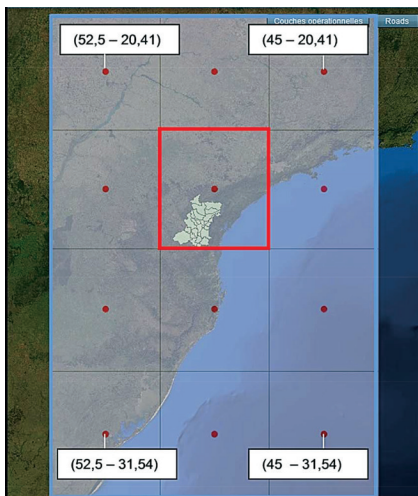 Couches opérationnelles Roads
(52,5 – 20,41) (45 – 20,41)
(52,5 – 31,54) (45 – 31,54)